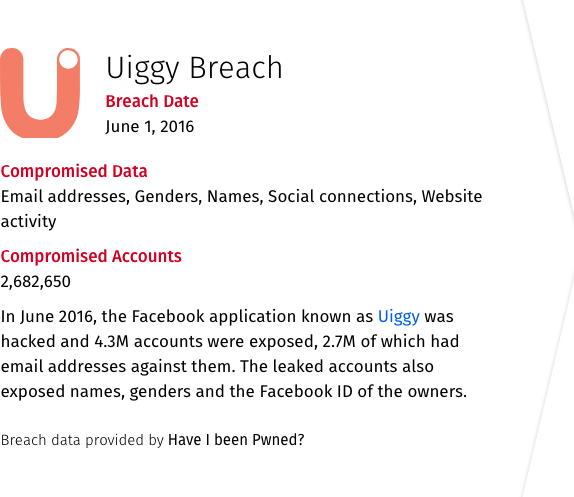 Uiggy Breach
Breach Date
June 1, 2016
Compromised Data
Email addresses, Genders, Names, Social connections, Website
activity
Compromised Accounts
2,682,650
In June 2016, the Facebook application known as Uiggy was
hacked and 4.3M accounts were exposed, 2.7M of which had
email addresses against them. The leaked accounts also
exposed names, genders and the Facebook ID of the owners.
Breach data provided by Have I been Pwned?